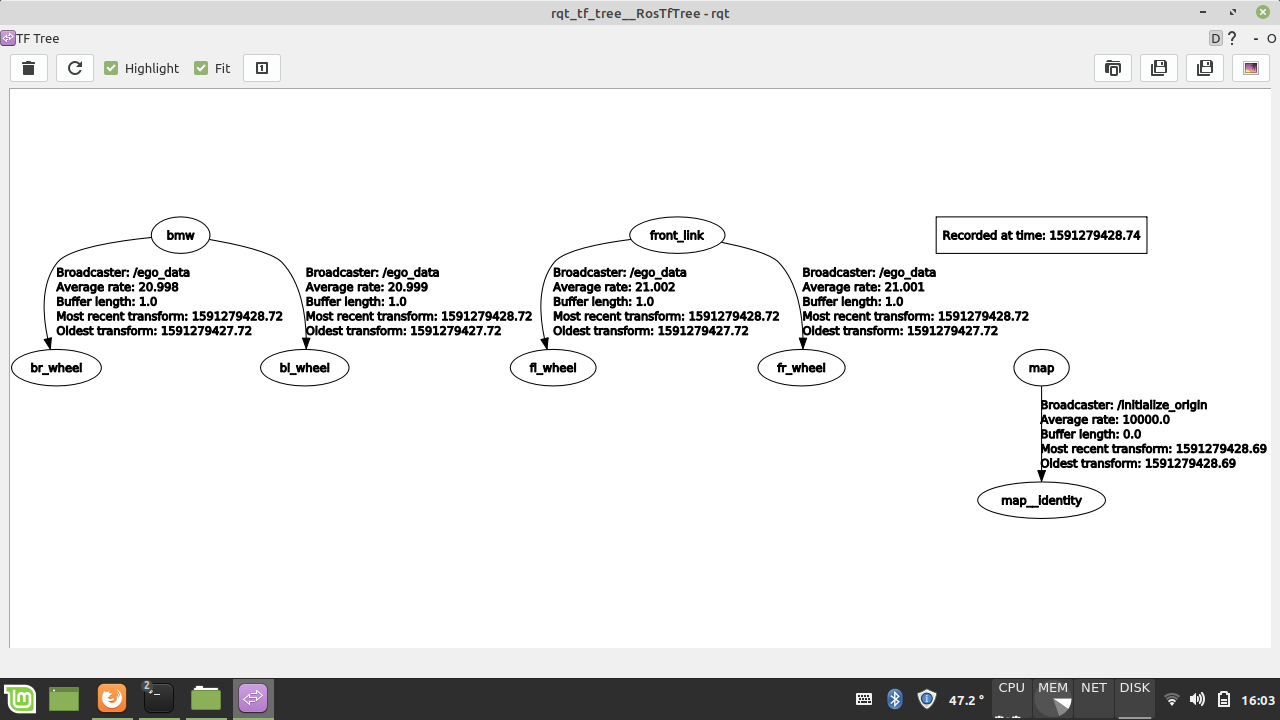 rqt_tf_tree__RosTfTree - rqt
TF Tree
D ? - O
Highlight
Fit
1
bmw
front_link
Recorded at time: 1591279428.74
Broadcaster: /ego_data
Average rate: 20.998
Buffer length: 1.0
Most recent transform: 1591279428.72
Oldest transform: 1591279427.72
Broadcaster: /ego_data
Average rate: 20.999
Buffer length: 1.0
Most recent transform: 1591279428.72
Oldest transform: 1591279427.72
Broadcaster: /ego_data
Average rate: 21.002
Buffer length: 1.0
Most recent transform: 1591279428.72
Oldest transform: 1591279427.72
Broadcaster: /ego_data
Average rate: 21.001
Buffer length: 1.0
Most recent transform: 1591279428.72
Oldest transform: 1591279427.72
br_wheel
bl_wheel
fl_wheel
fr_wheel
map
Broadcaster: /initialize_origin
Average rate: 10000.0
Buffer length: 0.0
Most recent transform: 1591279428.69
Oldest transform: 1591279428.69
map__identity
2
47.2 °
CPU
MEM
NET
DISK
16:03